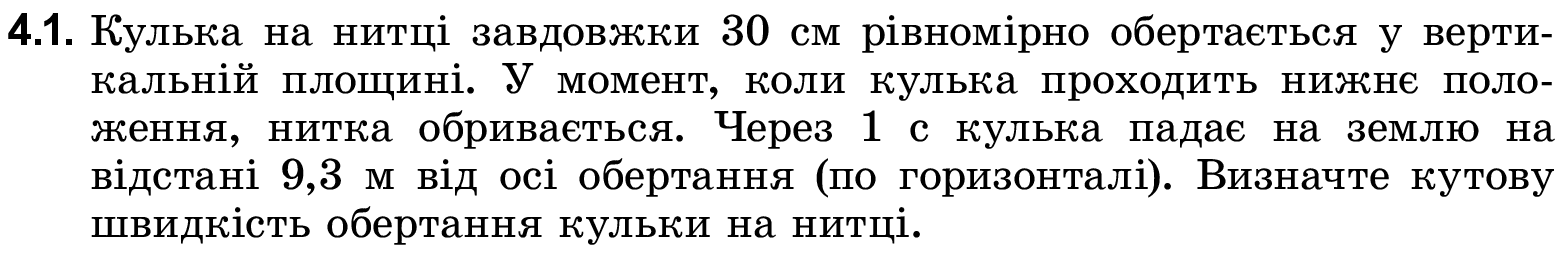 4.1. Кулька на нитці завдовжки 30 см рівномірно обертається у верти-
кальній площині. У момент, коли кулька проходить нижнє поло-
ження, нитка обривається. Через 1 с кулька падає на землю на
відстані 9,3 м від осі обертання (по горизонталі). Визначте кутову
швидкість обертання кульки на нитці.